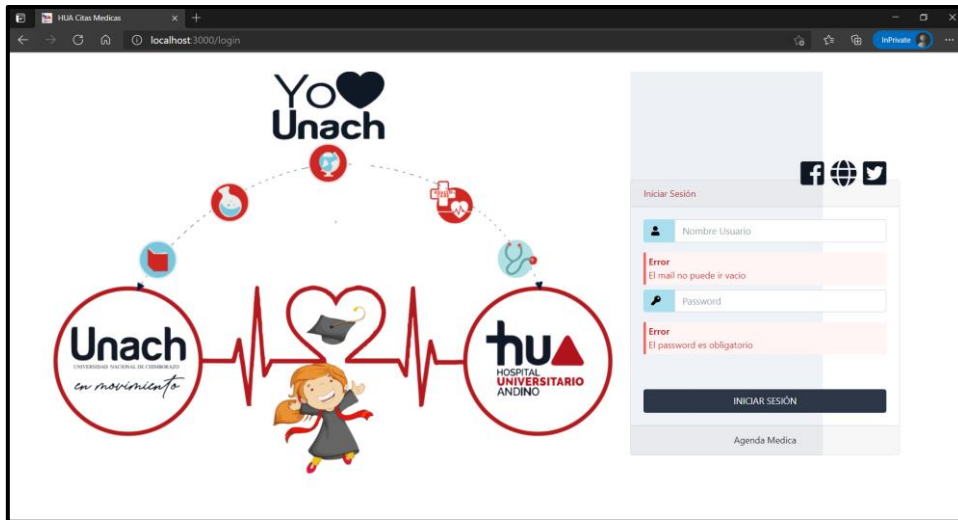 HUA Citas Medicas
localhost:3000/login
InPrivate
Yo
Unach
Unach
UNIVERSIDAD NACIONAL DE CHIMBORAZO
en movimiento
hua
HOSPITAL
UNIVERSITARIO
ANDINO
Iniciar Sesión
Nombre Usuario
Error
El mail no puede ir vacio
Password
Error
El password es obligatorio
INICIAR SESIÓN
Agenda Medica